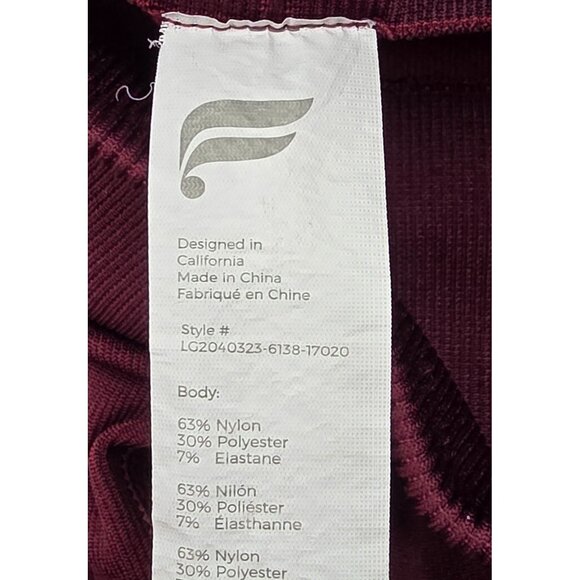 Designed in
California
Made in China
Fabriqué en Chine
Style #
LG2040323-6138-17020
Body:
63% Nylon
30% Polyester
7% Elastane
63% Nilón
30% Poliéster
7% Élasthanne
63% Nylon
30% Polyester